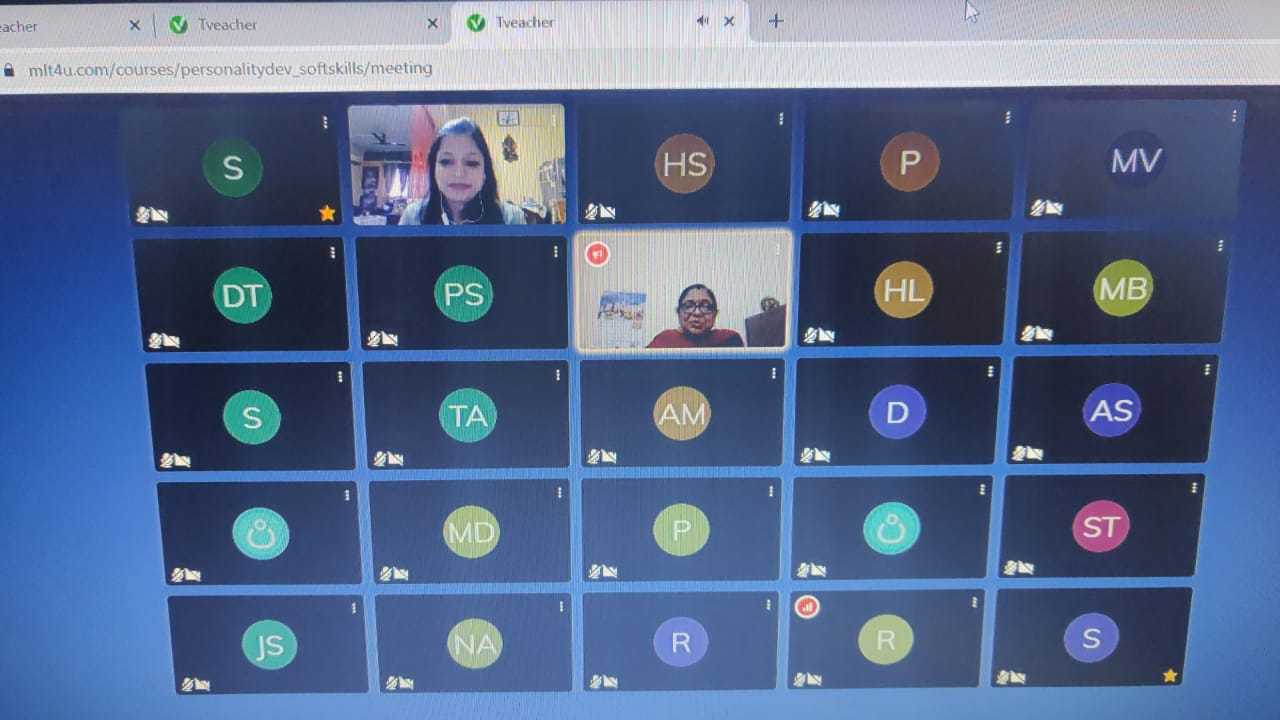 eacher
Tveacher
Tveacher
mlt4u.com/courses/personalitydev_softskills/meeting
S
HS
P
MV
DT
PS
HL
MB
S
TA
AM
D
AS
MD
P
ST
JS
NA
R
R
S